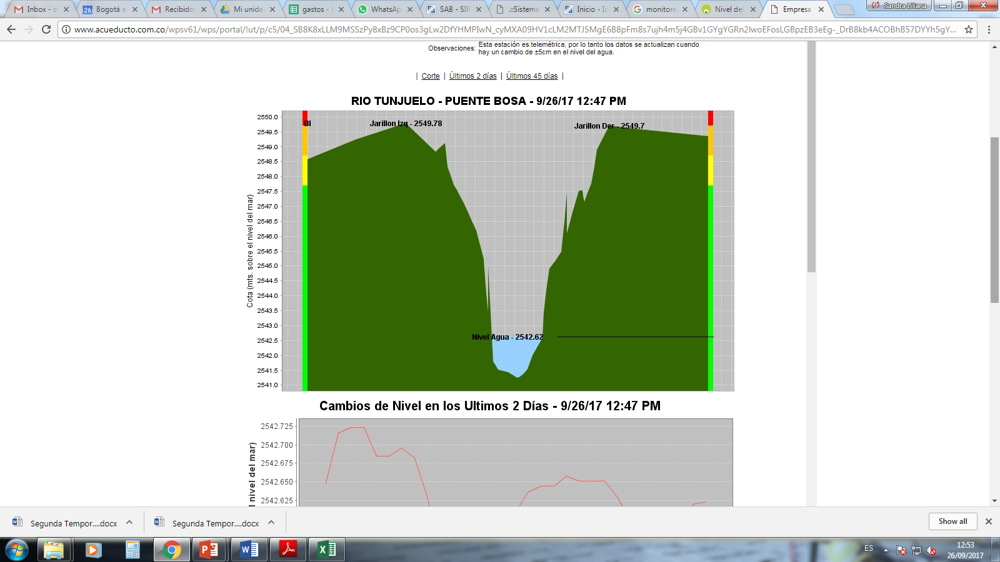 Inbox - s
Bogotá e
Recibidos
Mi unida
gastos -
WhatsAp
SAB - SIR
.::Sistema
Inicio - Id
monitore
Nivel del
Empresa
Sandra Liliana
www.acueducto.com.co/wpsv61/wps/portal/!ut/p/c5/04_SB8K8xLLM9MSSzPy8xBz9CP0os3gLw2DfYHMPIwN_cyMXA09HV1cLM2MTJ5MgE6B8pFm8s7ujh4m5j4GBv1GYgYGRn2IwoEFosLGBpzEB3eEg-_DrB8kb4ACOBhB57DYYh5gY...
Observaciones: Esta estación es telemétrica, por lo tanto los datos se actualizan cuando
hay un cambio de ±5cm en el nivel del agua.
| Corte | Últimos 2 días | Últimos 45 días |
RIO TUNJUELO - PUENTE BOSA - 9/26/17 12:47 PM
Cota (mts. sobre el nivel del mar)
2550.0
BI
Jarillon Izq - 2549.78
Jarillon Der - 2549.7
2549.5
2549.0
2548.5
2548.0
2547.5
2547.0
2546.5
2546.0
2545.5
2545.0
2544.5
2544.0
2543.5
2543.0
Nivel Agua - 2542.62
2542.5
2542.0
2541.5
2541.0
Cambios de Nivel en los Ultimos 2 Días - 9/26/17 12:47 PM
nivel del mar)
2542.725
2542.700
2542.675
2542.650
2542.625
Segunda Tempor....docx
Segunda Tempor....docx
Show all
ES
12:53
26/09/2017